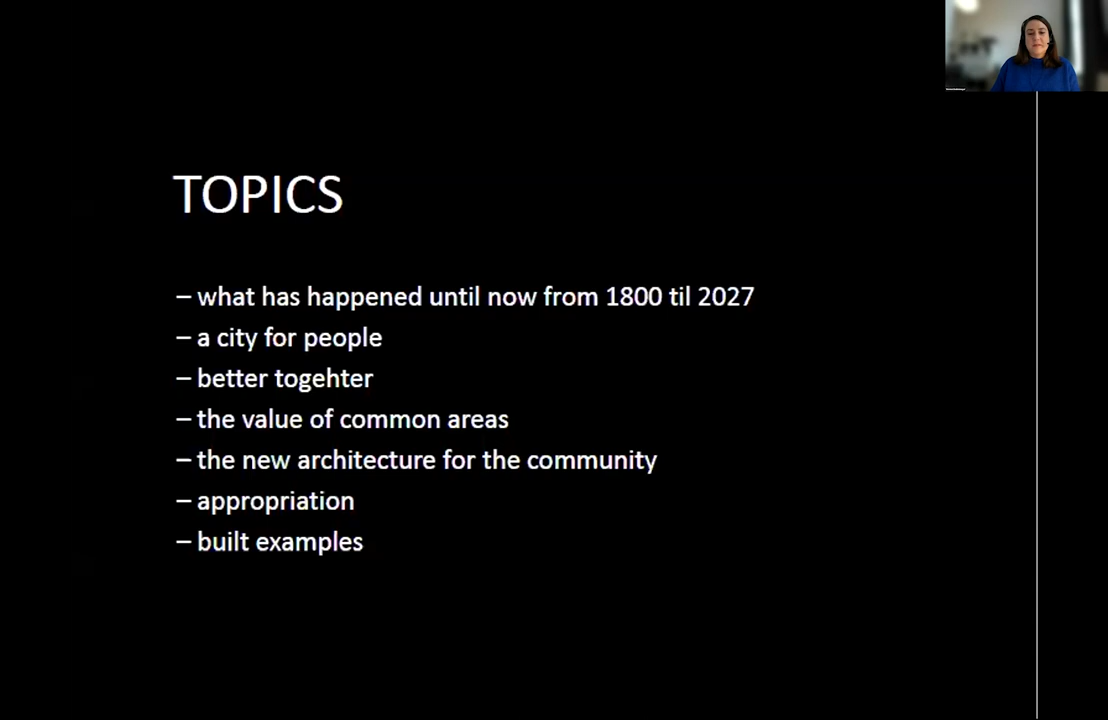 TOPICS
– what has happened until now from 1800 til 2027
– a city for people
– better togehter
– the value of common areas
– the new architecture for the community
– appropriation
– built examples